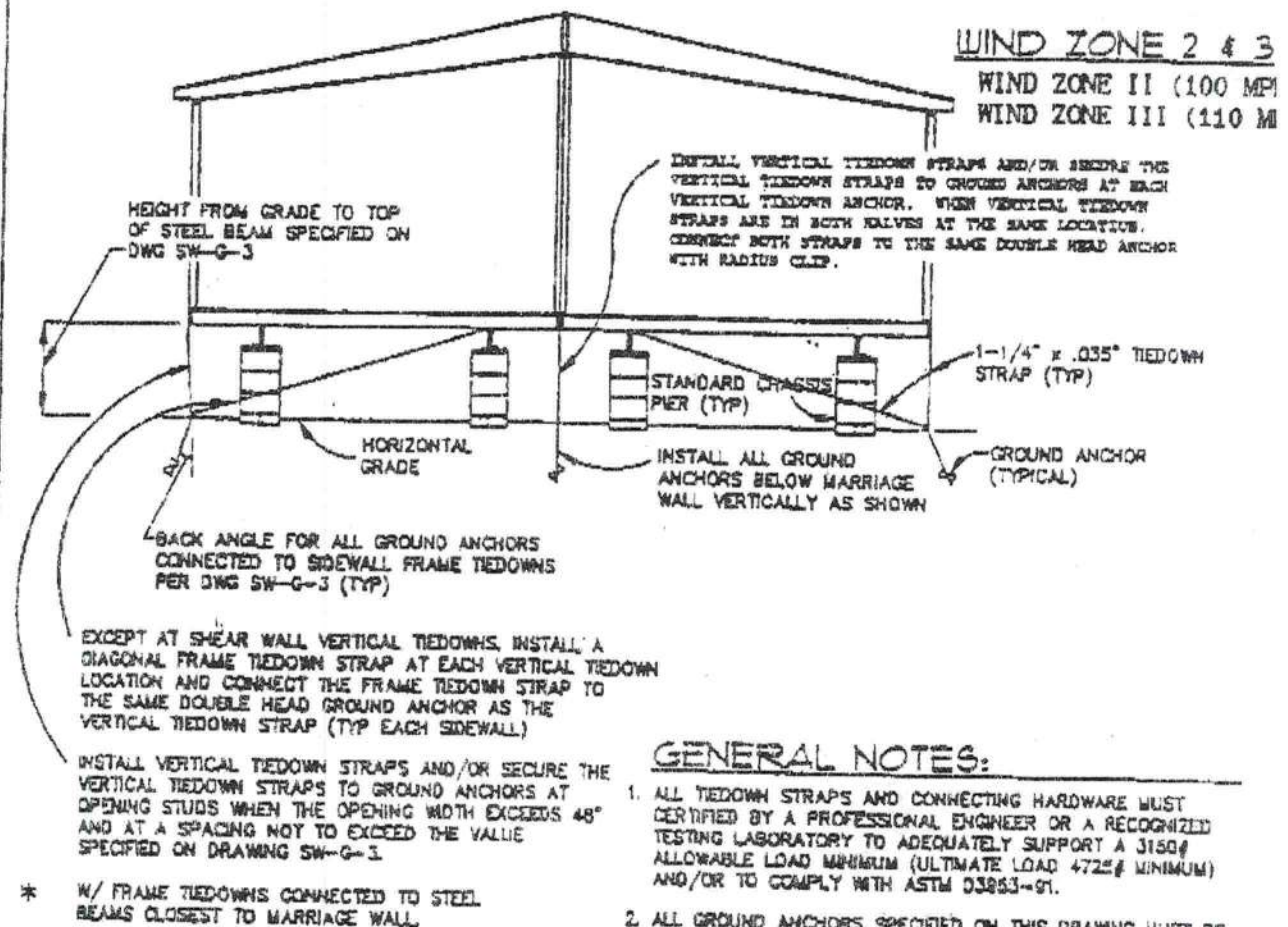 WIND ZONE 2 & 3
WIND ZONE II (100 MPH
WIND ZONE III (110 M
INSTALL VERTICAL TIEDOWN STRAPS AND/OR SECURE THE
VERTICAL TIEDOWN STRAPS TO GROUND ANCHORS AT EACH
VERTICAL TIEDOWN ANCHOR. WHEN VERTICAL TIEDOWN
STRAPS ARE IN BOTH HALVES AT THE SAME LOCATION,
CONNECT BOTH STRAPS TO THE SAME DOUBLE HEAD ANCHOR
WITH RADIUS CLIP.
HEIGHT FROM GRADE TO TOP
OF STEEL BEAM SPECIFIED ON
DWG SW-G-3
1-1/4" x .035" TIEDOWN
STRAP (TYP)
STANDARD CHASSIS
PIER (TYP)
HORIZONTAL
GRADE
INSTALL ALL GROUND
ANCHORS BELOW MARRIAGE
WALL VERTICALLY AS SHOWN
GROUND ANCHOR
(TYPICAL)
BACK ANGLE FOR ALL GROUND ANCHORS
CONNECTED TO SIDEWALL FRAME TIEDOWNS
PER DWG SW-G-3 (TYP)
EXCEPT AT SHEAR WALL VERTICAL TIEDOWNS, INSTALL A
DIAGONAL FRAME TIEDOWN STRAP AT EACH VERTICAL TIEDOWN
LOCATION AND CONNECT THE FRAME TIEDOWN STRAP TO
THE SAME DOUBLE HEAD GROUND ANCHOR AS THE
VERTICAL TIEDOWN STRAP (TYP EACH SIDEWALL)
INSTALL VERTICAL TIEDOWN STRAPS AND/OR SECURE THE
VERTICAL TIEDOWN STRAPS TO GROUND ANCHORS AT
OPENING STUDS WHEN THE OPENING WIDTH EXCEEDS 48"
AND AT A SPACING NOT TO EXCEED THE VALUE
SPECIFIED ON DRAWING SW-G-3.
* W/ FRAME TIEDOWNS CONNECTED TO STEEL
BEAMS CLOSEST TO MARRIAGE WALL.
GENERAL NOTES:
1. ALL TIEDOWN STRAPS AND CONNECTING HARDWARE MUST
CERTIFIED BY A PROFESSIONAL ENGINEER OR A RECOGNIZED
TESTING LABORATORY TO ADEQUATELY SUPPORT A 3150#
ALLOWABLE LOAD MINIMUM (ULTIMATE LOAD 4725# MINIMUM)
AND/OR TO COMPLY WITH ASTM D3953-91.
2. ALL GROUND ANCHORS SPECIFIED ON THIS DRAWING MUST BE